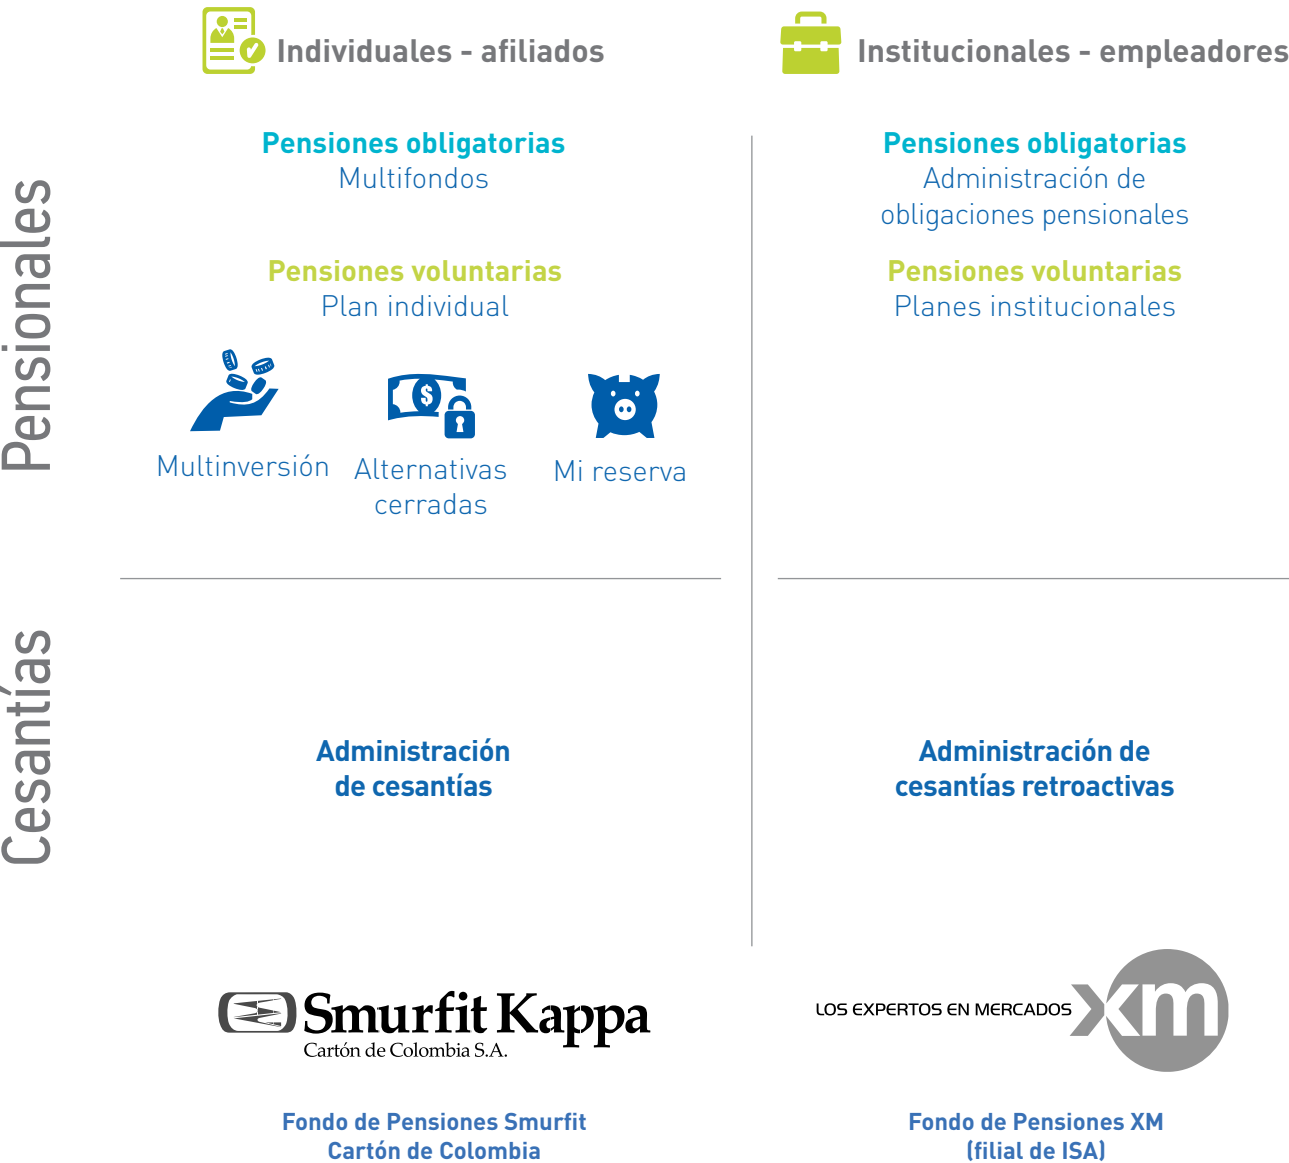 Individuales - afiliados
Institucionales - empleadores
Pensionales
Pensiones obligatorias
Multifondos
Pensiones voluntarias
Plan individual
Multinversión
Alternativas
cerradas
Mi reserva
Pensiones obligatorias
Administración de
obligaciones pensionales
Pensiones voluntarias
Planes institucionales
Cesantías
Administración
de cesantías
Administración de
cesantías retroactivas
Smurfit Kappa
Cartón de Colombia S.A.
Fondo de Pensiones Smurfit
Cartón de Colombia
LOS EXPERTOS EN MERCADOS
xm
Fondo de Pensiones XM
(filial de ISA)